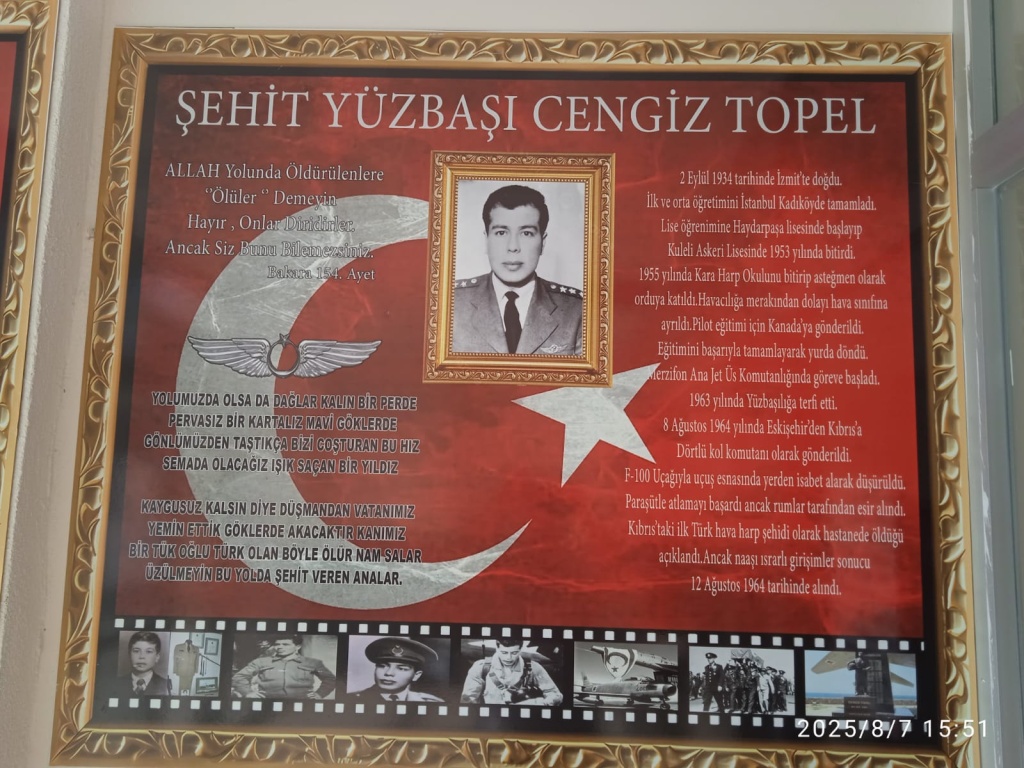 ŞEHİT YÜZBAŞI CENGİZ TOPEL
ALLAH Yolunda Öldürülenlere
‘’Ölüler ‘’ Demeyin
Hayır , Onlar Diridirler.
Ancak Siz Bunu Bilemezsiniz.
Bakara 154. Ayet
YOLUMUZDA OLSA DA DAĞLAR KALIN BİR PERDE
PERVASIZ BİR KARTALIZ MAVİ GÖKLERDE
GÖNLÜMÜZDEN TAŞTIKÇA BİZİ COŞTURAN BU HIZ
SEMADA OLACAĞIZ IŞIK SAÇAN BİR YILDIZ
KAYGUSUZ KALSIN DİYE DÜŞMANDAN VATANIMIZ
YEMİN ETTİK GÖKLERDE AKACAKTIR KANIMIZ
BİR TÜK OĞLU TÜRK OLAN BÖYLE ÖLÜR NAM SALAR
ÜZÜLMEYİN BU YOLDA ŞEHİT VEREN ANALAR.
2 Eylül 1934 tarihinde İzmit'te doğdu.
İlk ve orta öğretimini İstanbul Kadıköyde tamamladı.
Lise öğrenimine Haydarpaşa lisesinde başlayıp
Kuleli Askeri Lisesinde 1953 yılında bitirdi.
1955 yılında Kara Harp Okulunu bitirip asteğmen olarak
orduya katıldı.Havacılığa merakından dolayı hava sınıfına
ayrıldı.Pilot eğitimi için Kanada'ya gönderildi.
Eğitimini başarıyla tamamlayarak yurda döndü.
Merzifon Ana Jet Üs Komutanlığında göreve başladı.
1963 yılında Yüzbaşılığa terfi etti.
8 Ağustos 1964 yılında Eskişehir'den Kıbrıs'a
Dörtlü kol komutanı olarak gönderildi.
F-100 Uçağıyla uçuş esnasında yerden isabet alarak düşürüldü.
Paraşütle atlamayı başardı ancak rumlar tarafından esir alındı.
Kıbrıs'taki ilk Türk hava harp şehidi olarak hastanede öldüğü
açıklandı.Ancak naaşı ısrarlı girişimler sonucu
12 Ağustos 1964 tarihinde alındı.
2025/8/7 15:51